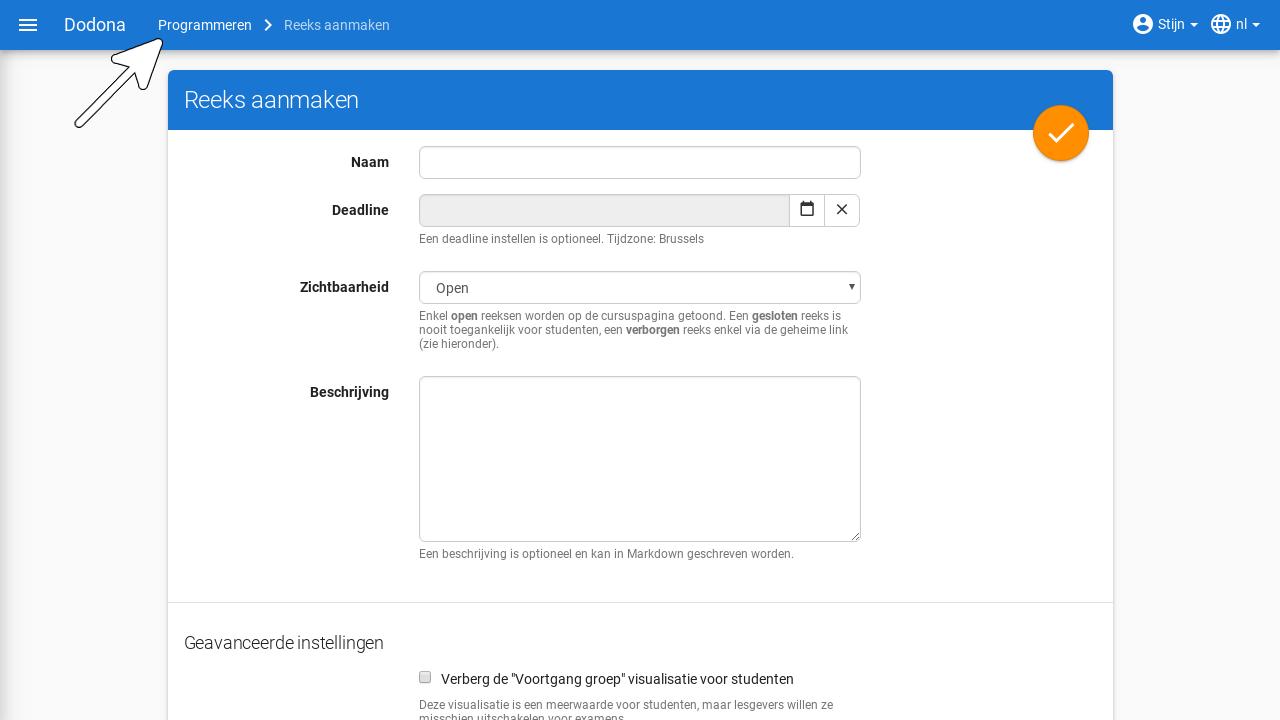 Dodona Programmeren Reeks aanmaken Stijn nl
Reeks aanmaken
Naam
Deadline
Een deadline instellen is optioneel. Tijdzone: Brussels
Zichtbaarheid Open
Enkel open reeksen worden op de cursuspagina getoond. Een gesloten reeks is
nooit toegankelijk voor studenten, een verborgen reeks enkel via de geheime link
(zie hieronder).
Beschrijving
Een beschrijving is optioneel en kan in Markdown geschreven worden.
Geavanceerde instellingen
Verberg de "Voortgang groep" visualisatie voor studenten
Deze visualisatie is een meerwaarde voor studenten, maar lesgevers willen ze
misschien uitschakelen voor examens.